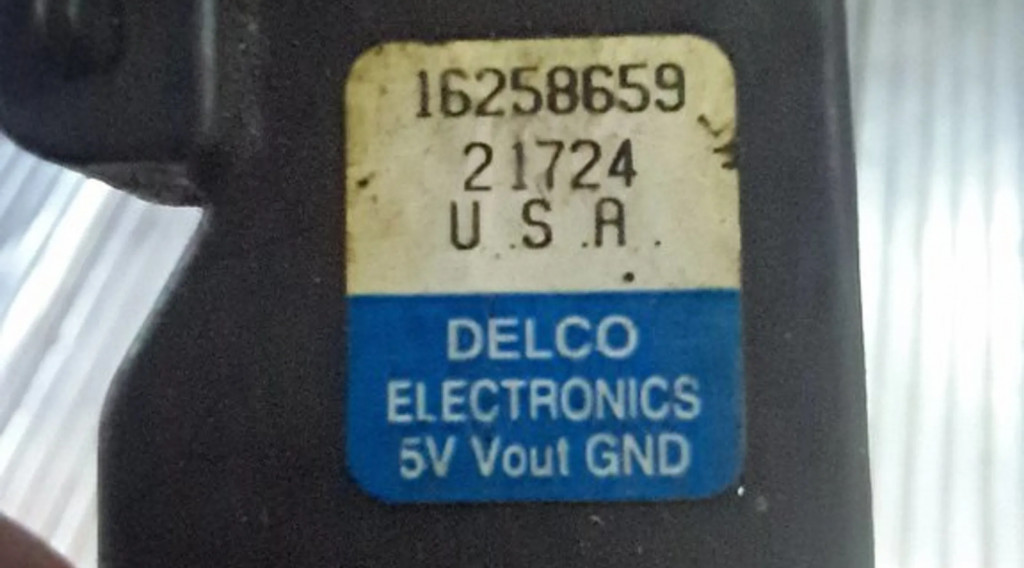 16258659
21724
U.S.A.
DELCO
ELECTRONICS
5V Vout GND